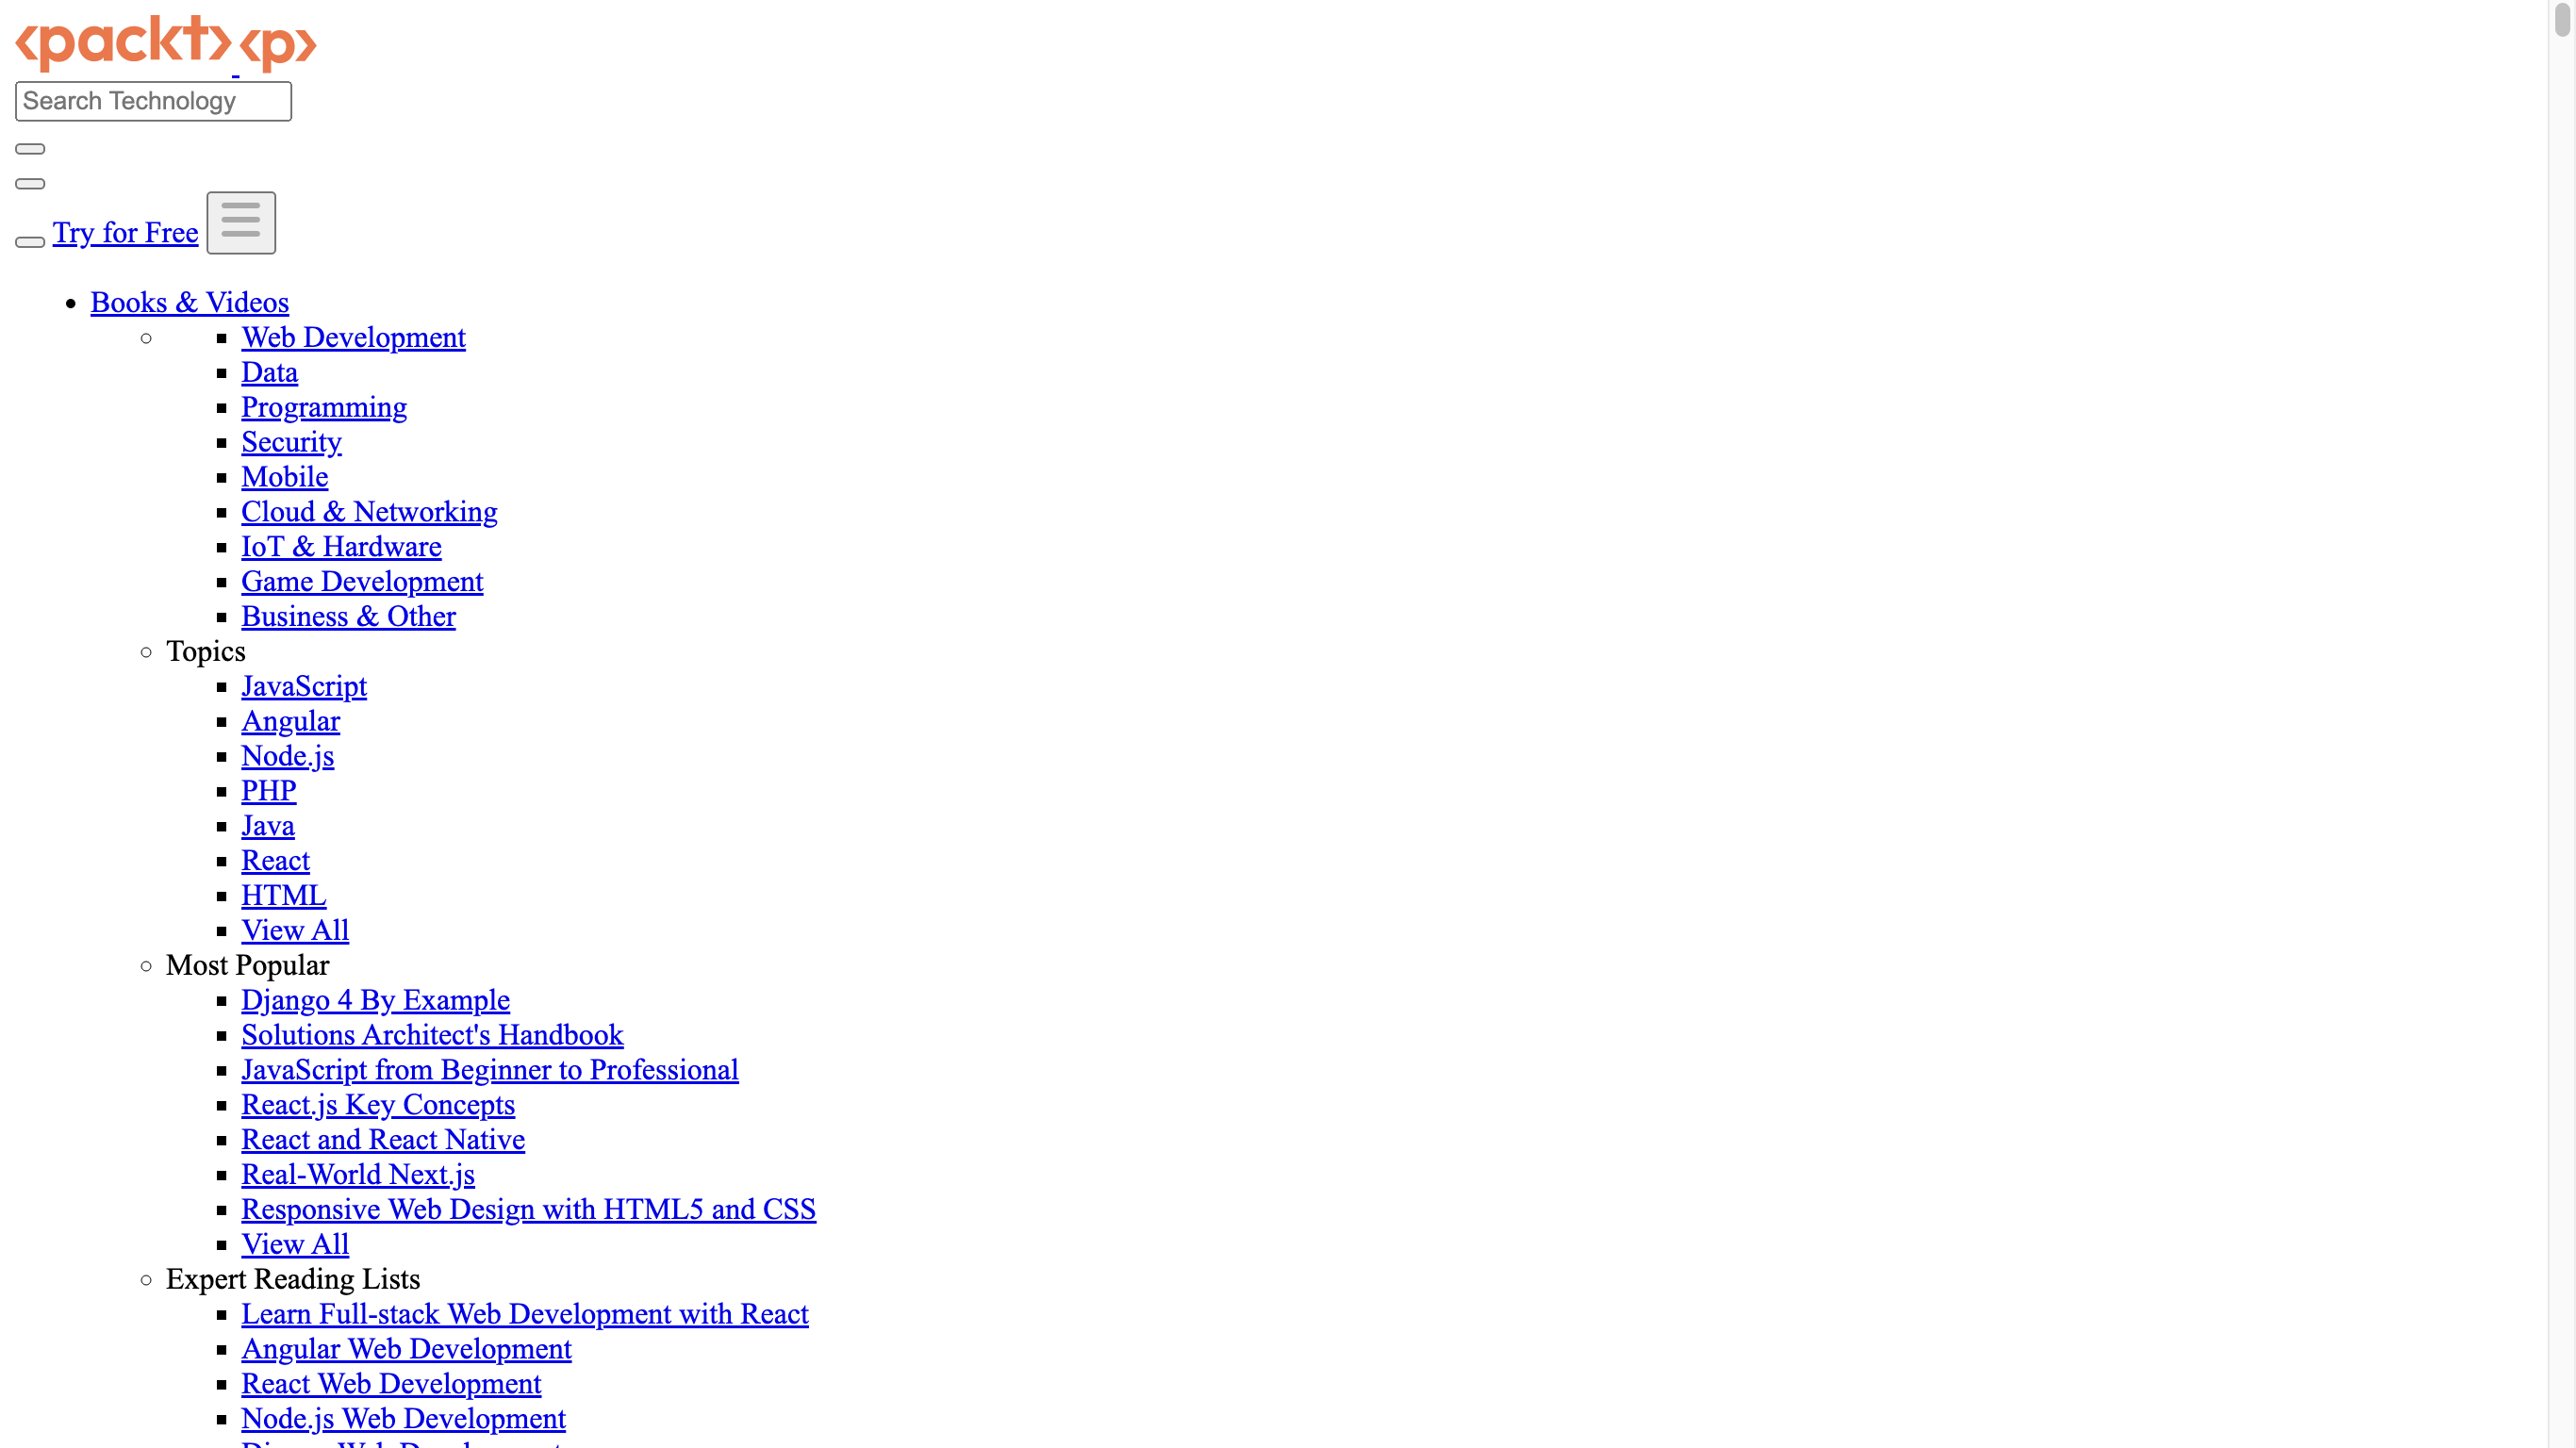 <packt> <p>
Search Technology
Try for Free
Books & Videos
Web Development
Data
Programming
Security
Mobile
Cloud & Networking
IoT & Hardware
Game Development
Business & Other
Topics
JavaScript
Angular
Node.js
PHP
Java
React
HTML
View All
Most Popular
Django 4 By Example
Solutions Architect's Handbook
JavaScript from Beginner to Professional
React.js Key Concepts
React and React Native
Real-World Next.js
Responsive Web Design with HTML5 and CSS
View All
Expert Reading Lists
Learn Full-stack Web Development with React
Angular Web Development
React Web Development
Node.js Web Development